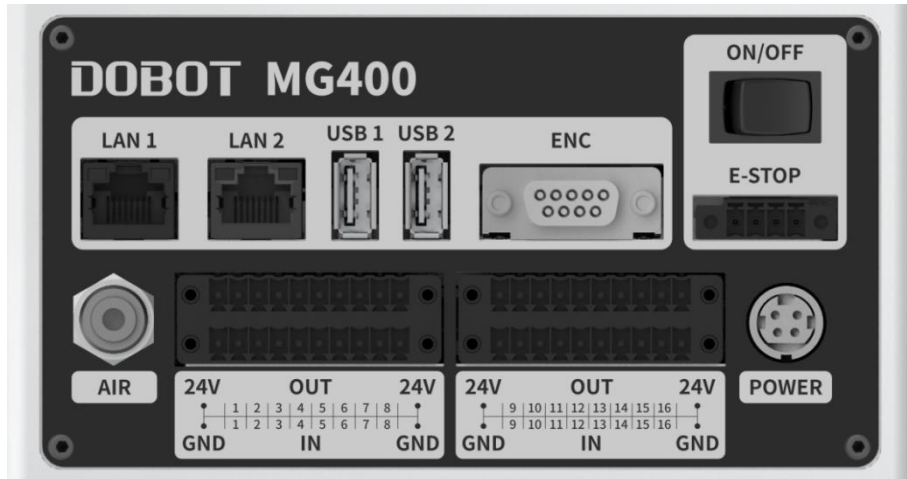 DOBOT MG400
ON/OFF
LAN 1 LAN 2 USB 1 USB 2 ENC
E-STOP
AIR
24V OUT 24V
1 2 3 4 5 6 7 8
1 2 3 4 5 6 7 8
GND IN GND
24V OUT 24V
9 10 11 12 13 14 15 16
9 10 11 12 13 14 15 16
GND IN GND
POWER